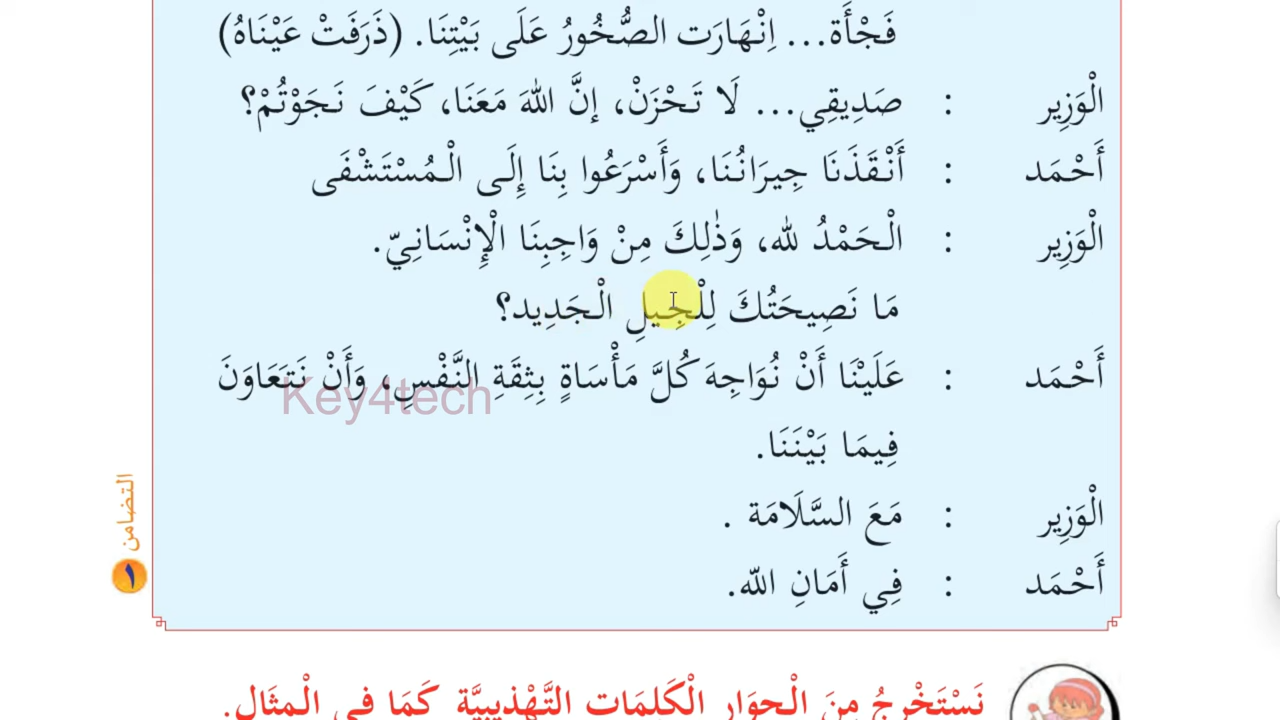 فَجْأَة... اِنْهَارَت الصُّخُورُ عَلَى بَيْتِنَا. (ذَرَفَتْ عَيْنَاهُ)
الْوَزِير : صَدِيقِي... لَا تَحْزَنْ، إنَّ اللهَ مَعَنَا، كَيْفَ نَجَوْتُمْ؟
أَحْمَد : أَنْقَذَنَا جِيرَانُنَا، وَأَسْرَعُوا بِنَا إِلَى الْمُسْتَشْفَى
الْوَزِير : الْحَمْدُ لله، وَذٰلِكَ مِنْ وَاجِبِنَا الْإِنْسَانِيّ.
مَا نَصِيحَتُكَ لِلْجِيلِ الْجَدِيد؟
أَحْمَد : عَلَيْنَا أَنْ نُوَاجِهَ كُلَّ مَأْسَاةٍ بِثِقَةِ النَّفْسِ، وَأَنْ نَتَعَاوَنَ
Key4tech
فِيمَا بَيْنَنَا.
الْوَزِير : مَعَ السَّلَامَة .
أَحْمَد : فِي أَمَانِ اللّه.
التضامن
١
نَسْتَخْرِجُ مِنَ الْحِوَارِ الْكَلِمَاتِ التَّهْذِيبِيَّة كَمَا فِي الْمِثَالِ.